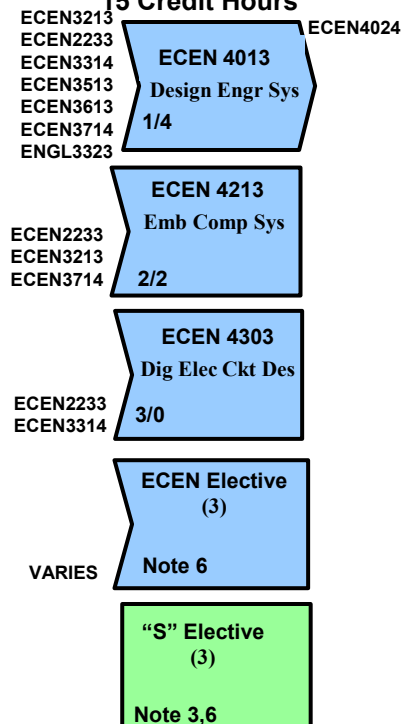 15 Credit Hours
ECEN3213
ECEN2233
ECEN3314
ECEN3513
ECEN3613
ECEN3714
ENGL3323
ECEN 4013
Design Engr Sys
1/4
ECEN4024
ECEN2233
ECEN3213
ECEN3714
ECEN 4213
Emb Comp Sys
2/2
ECEN2233
ECEN3314
ECEN 4303
Dig Elec Ckt Des
3/0
VARIES
ECEN Elective
(3)
Note 6
“S” Elective
(3)
Note 3,6